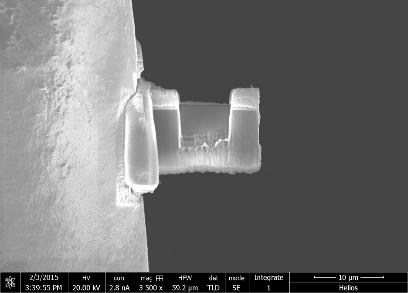 2/3/2015 HV curr mag HFW det mode Integrate 10 µm
3:39:55 PM 20.00 kV 2.8 nA 3 500 x 59.2 µm TLD SE 1 Helios